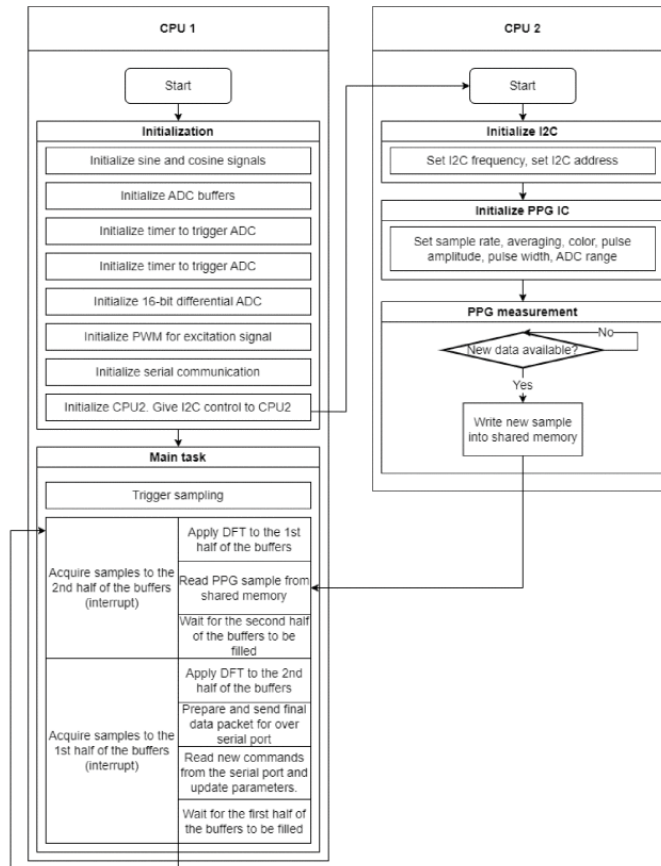 CPU 1
Start
Initialization
Initialize sine and cosine signals
Initialize ADC buffers
Initialize timer to trigger ADC
Initialize timer to trigger ADC
Initialize 16-bit differential ADC
Initialize PWM for excitation signal
Initialize serial communication
Initialize CPU2. Give I2C control to CPU2
Main task
Trigger sampling
Acquire samples to the
2nd half of the buffers
(interrupt)
Apply DFT to the 1st
half of the buffers
Read PPG sample from
shared memory
Wait for the second half
of the buffers to be
filled
Acquire samples to the
1st half of the buffers
(interrupt)
Apply DFT to the 2nd
half of the buffers
Prepare and send final
data packet for over
serial port
Read new commands
from the serial port and
update parameters.
Wait for the first half of
the buffers to be filled
CPU 2
Start
Initialize I2C
Set I2C frequency, set I2C address
Initialize PPG IC
Set sample rate, averaging, color, pulse
amplitude, pulse width, ADC range
PPG measurement
No
New data available?
Yes
Write new sample
into shared memory